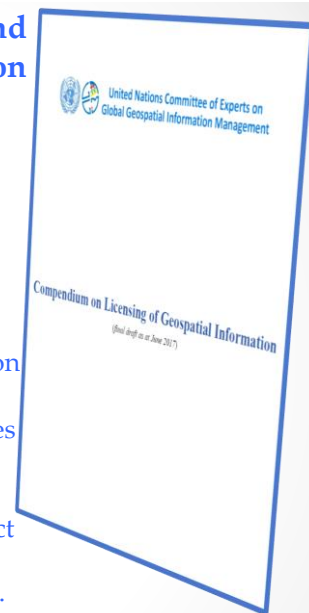 nd
on
United Nations Committee of Experts on
Global Geospatial Information Management
Compendium on Licensing of Geospatial Information
(final draft as at June 2017)
on
es
ct
.